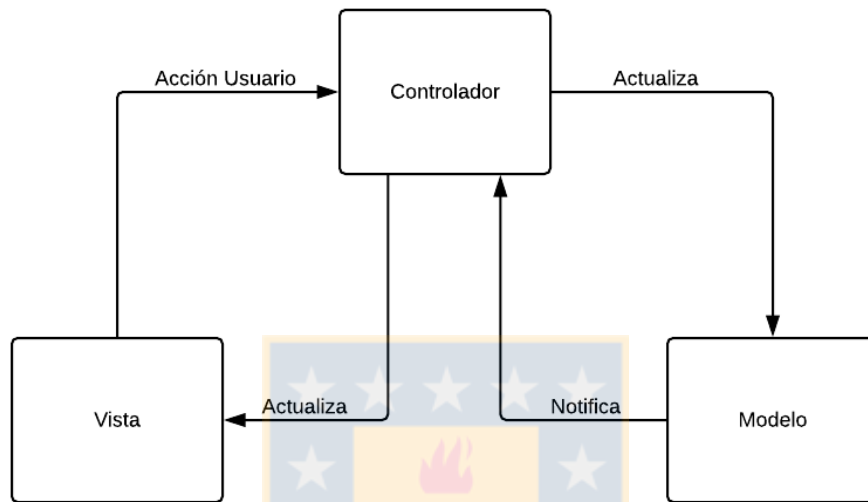 Acción Usuario
Controlador
Actualiza
Vista
Actualiza
Notifica
Modelo